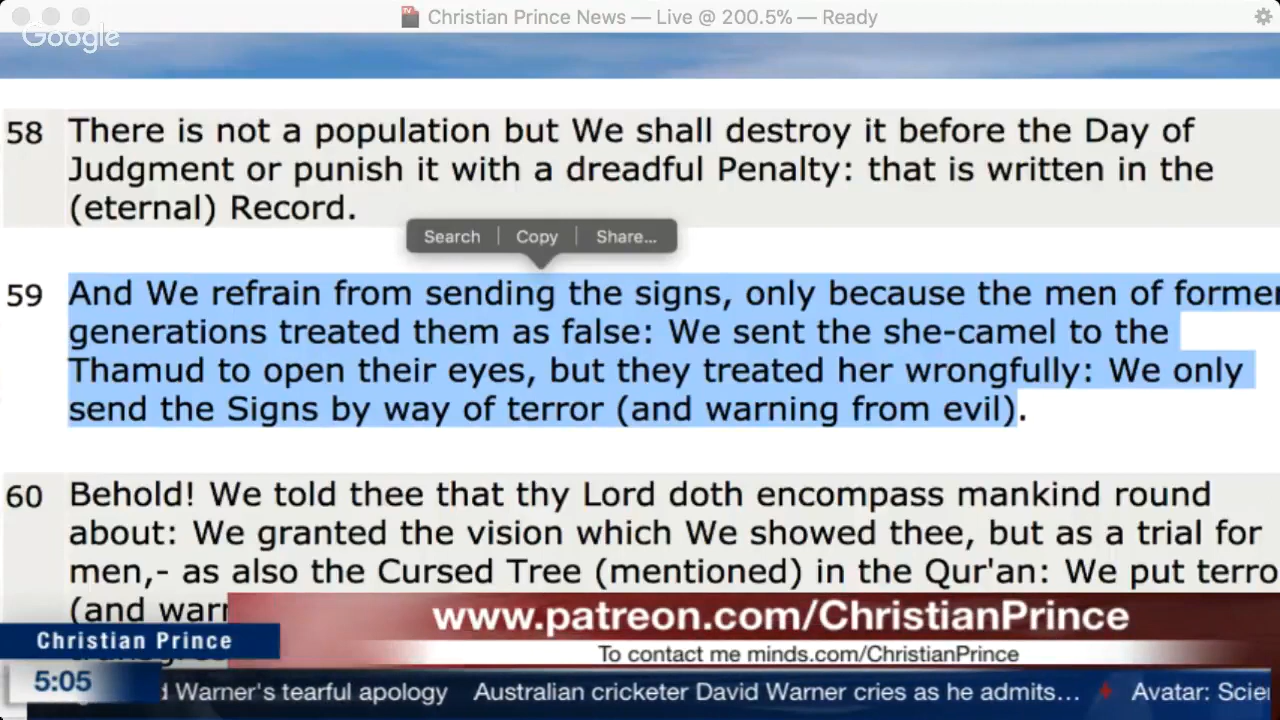 Christian Prince News — Live @ 200.5% — Ready
Google
58 There is not a population but We shall destroy it before the Day of
Judgment or punish it with a dreadful Penalty: that is written in the
(eternal) Record.
Search Copy Share...
59 And We refrain from sending the signs, only because the men of former
generations treated them as false: We sent the she-camel to the
Thamud to open their eyes, but they treated her wrongfully: We only
send the Signs by way of terror (and warning from evil).
60 Behold! We told thee that thy Lord doth encompass mankind round
about: We granted the vision which We showed thee, but as a trial for
men,- as also the Cursed Tree (mentioned) in the Qur'an: We put terro
(and warn
www.patreon.com/ChristianPrince
Christian Prince
To contact me minds.com/ChristianPrince
5:05
d Warner's tearful apology Australian cricketer David Warner cries as he admits... Avatar: Scie